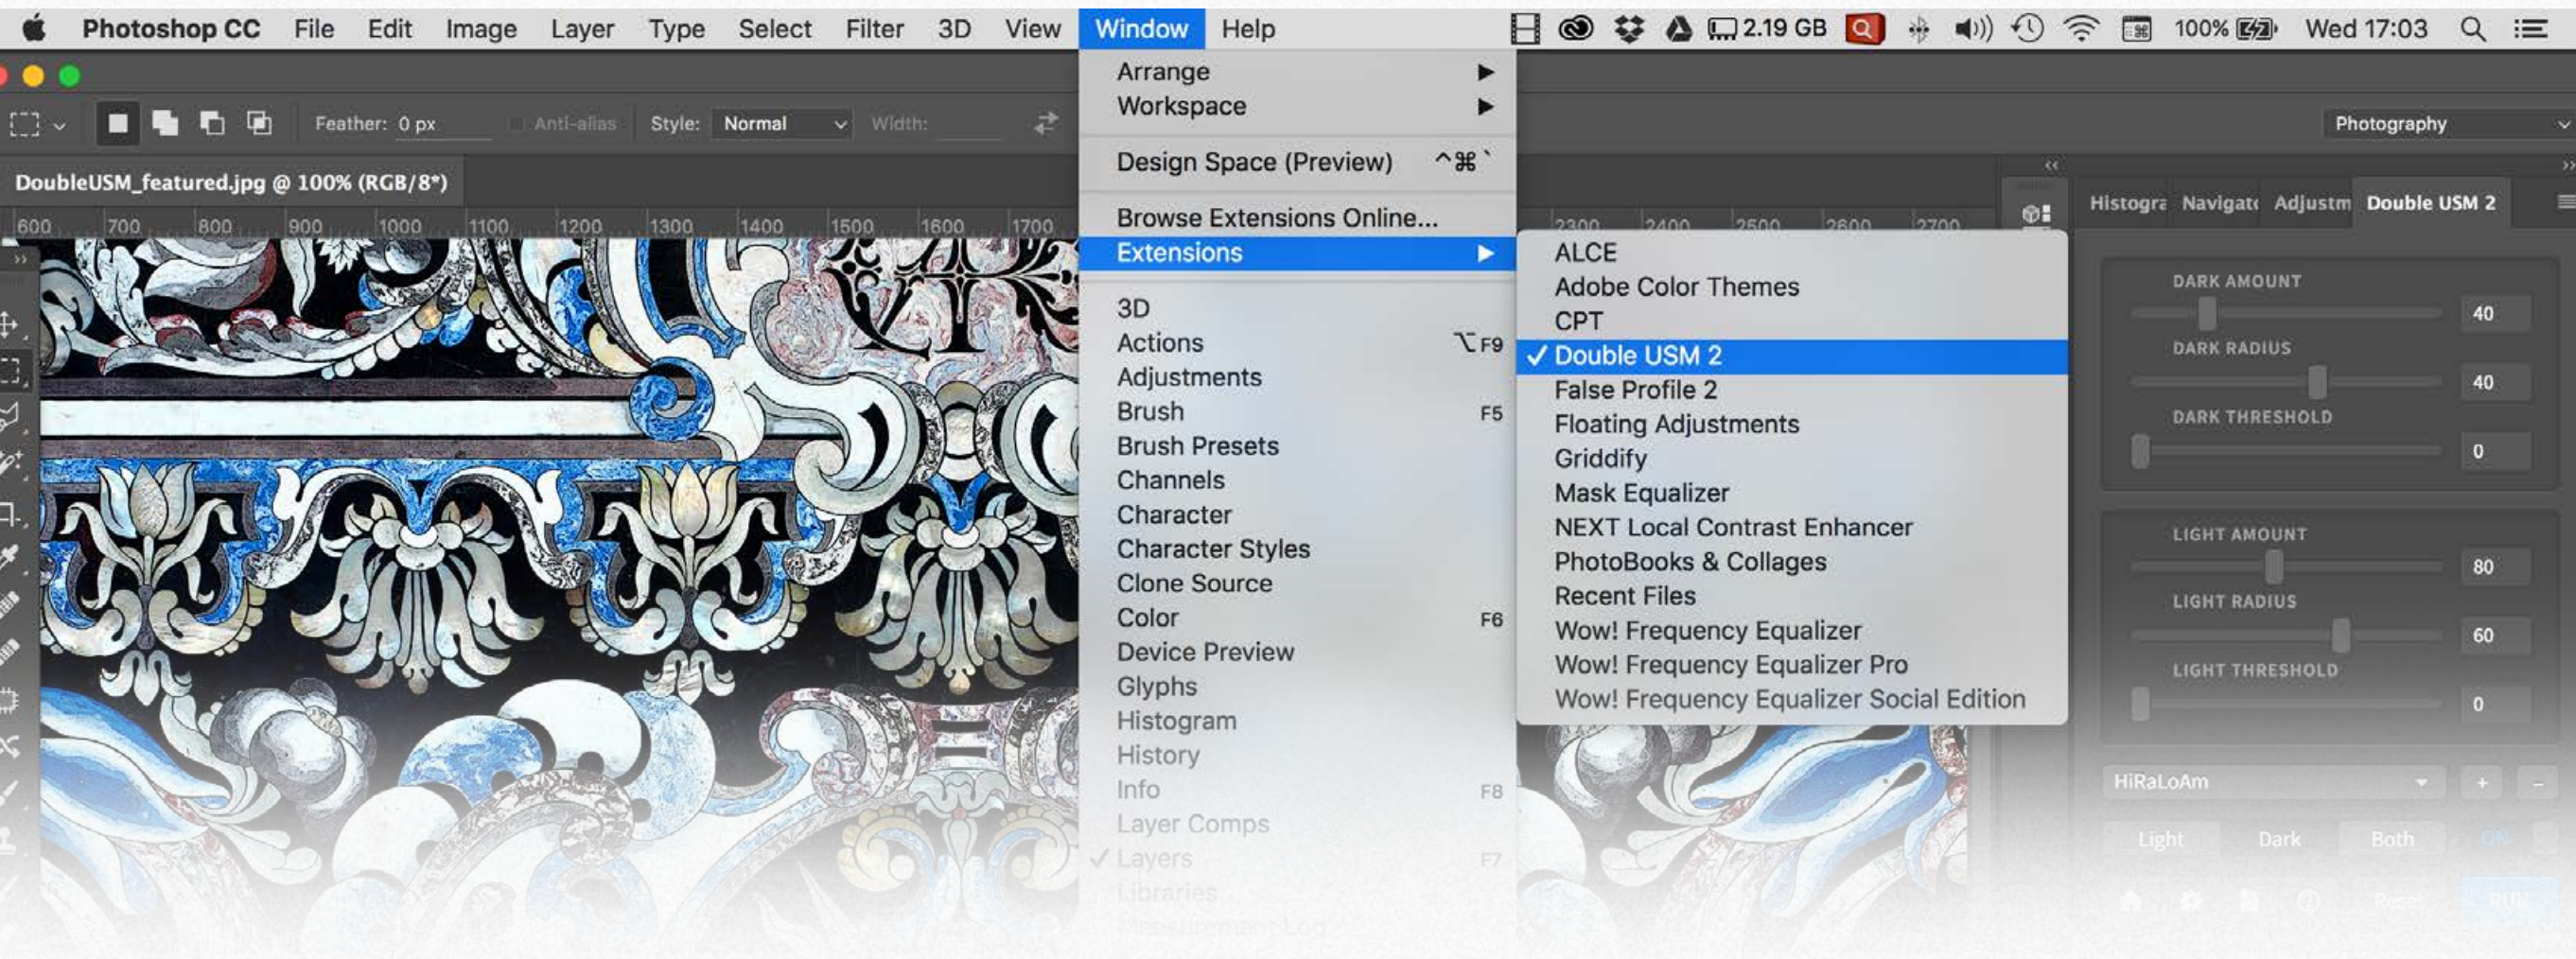 Photoshop CC File Edit Image Layer Type Select Filter 3D View Window Help 2.19 GB 100% Wed 17:03
Feather: 0 px Anti-alias Style: Normal Width: Photography
DoubleUSM_featured.jpg @ 100% (RGB/8*)
600 700 800 900 1000 1100 1200 1300 1400 1500 1600 1700 2300 2400 2500 2600 2700
Arrange
Workspace
Design Space (Preview) ^⌘`
Browse Extensions Online...
Extensions
3D
Actions ⌥F9
Adjustments
Brush F5
Brush Presets
Channels
Character
Character Styles
Clone Source
Color F6
Device Preview
Glyphs
Histogram
History
Info F8
Layer Comps
✓ Layers F7
Libraries
Measurement Log
ALCE
Adobe Color Themes
CPT
✓ Double USM 2
False Profile 2
Floating Adjustments
Griddify
Mask Equalizer
NEXT Local Contrast Enhancer
PhotoBooks & Collages
Recent Files
Wow! Frequency Equalizer
Wow! Frequency Equalizer Pro
Wow! Frequency Equalizer Social Edition
Histogra Navigato Adjustm Double USM 2
DARK AMOUNT
40
DARK RADIUS
40
DARK THRESHOLD
0
LIGHT AMOUNT
80
LIGHT RADIUS
60
LIGHT THRESHOLD
0
HiRaLoAm + -
Light Dark Both ON
Reset RUN